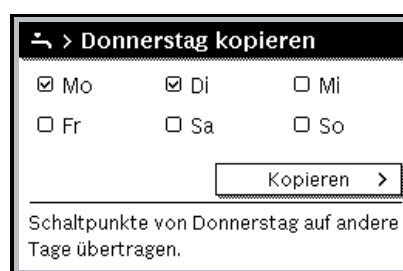 > Donnerstag kopieren
Mo Di Mi
Fr Sa So
Kopieren >
Schaltpunkte von Donnerstag auf andere
Tage übertragen.